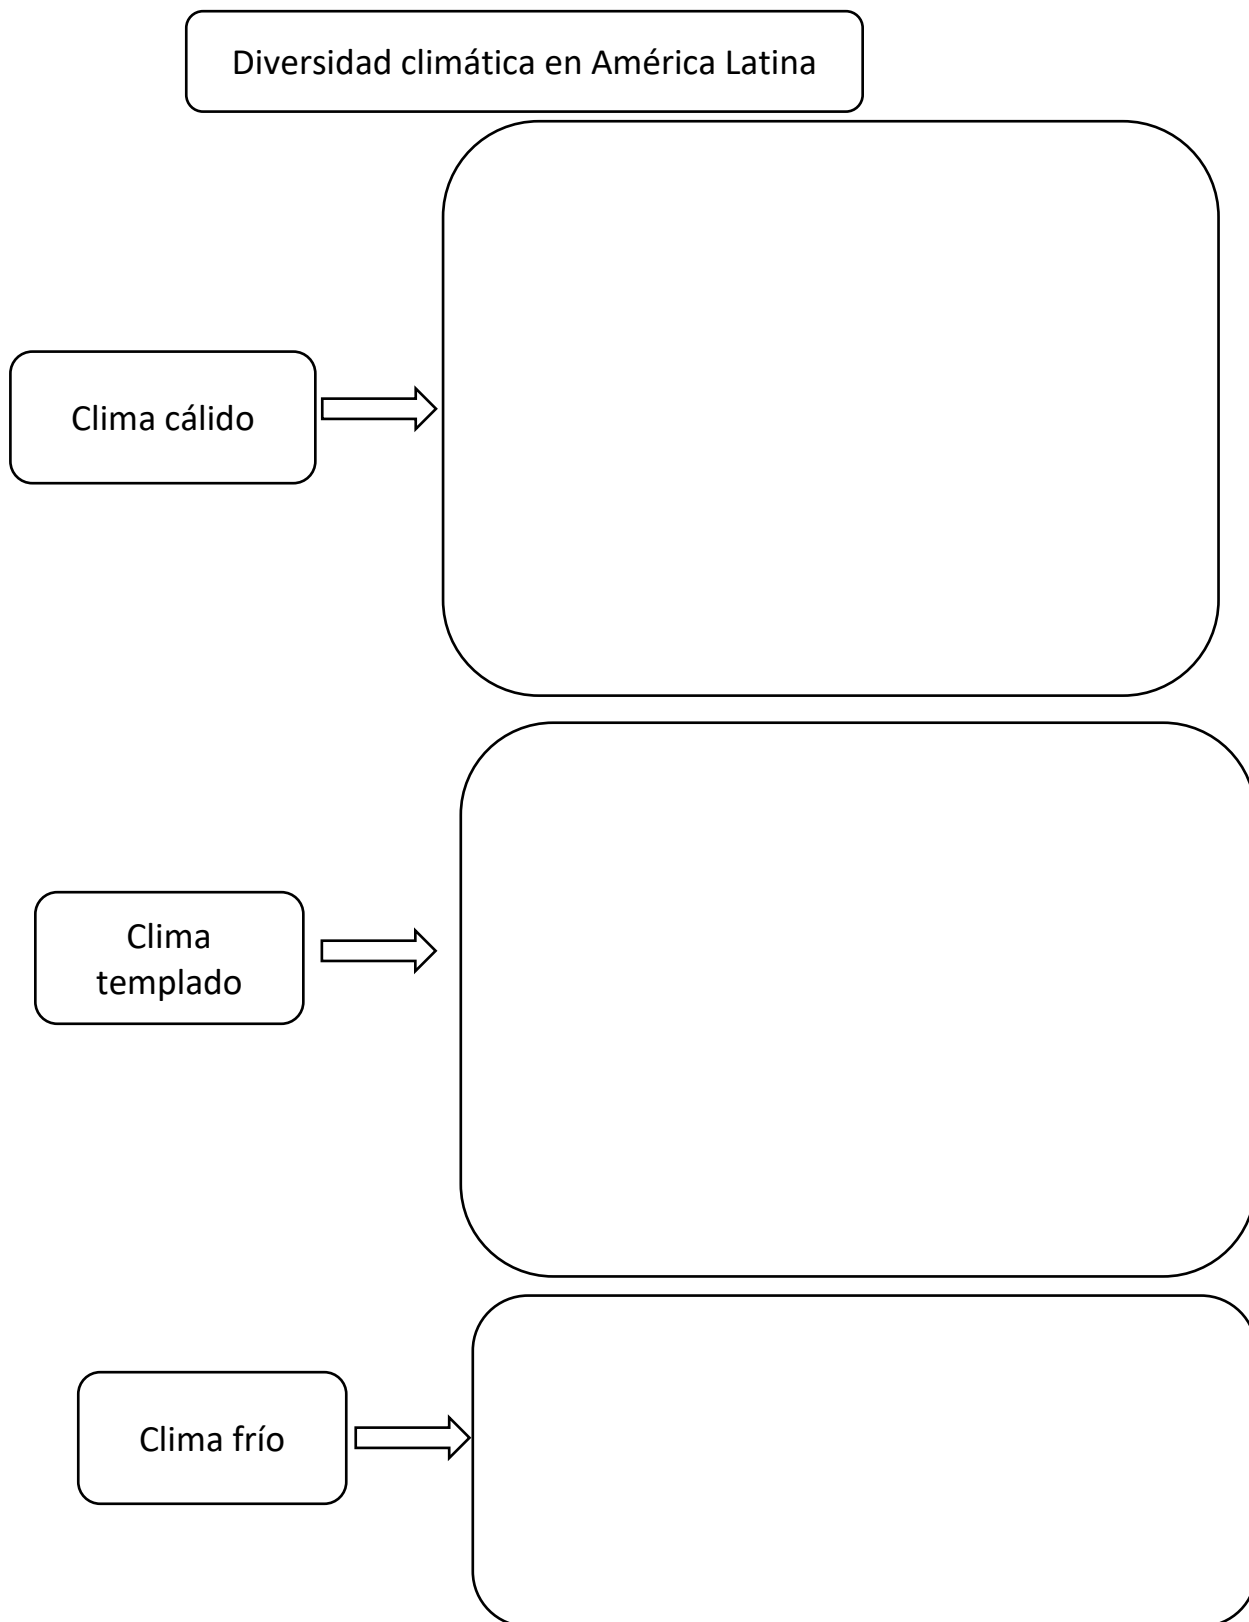 Diversidad climática en América Latina
Clima cálido
Clima
templado
Clima frío